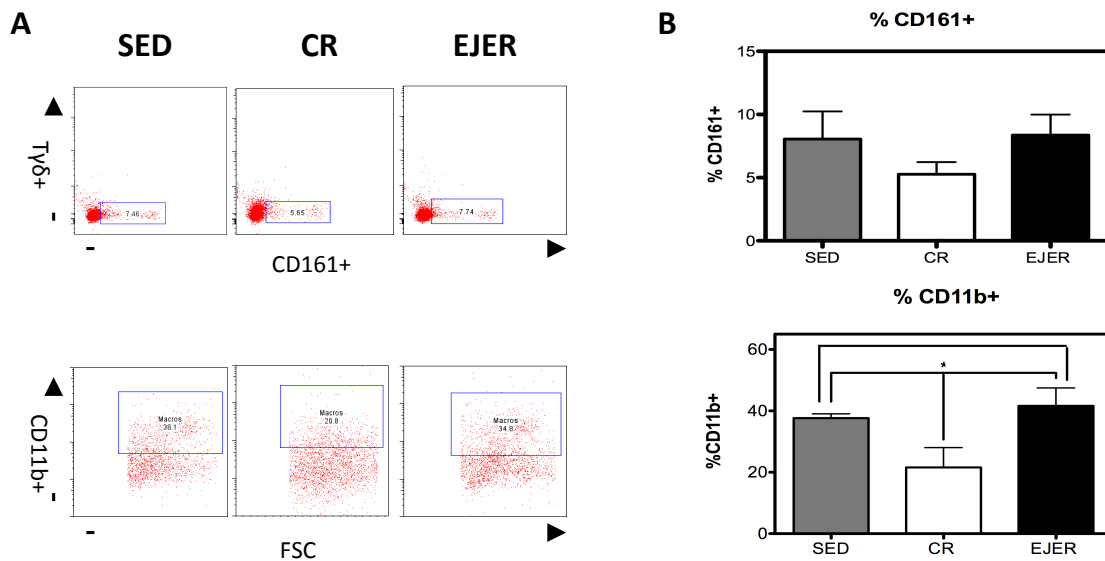 A
SED CR EJER
Tγδ+
-
7.46
5.65
7.74
-
CD161+
CD11b+
-
Macros
38.1
Macros
20.8
Macros
34.8
-
FSC
B
% CD161+
% CD161+
15
10
5
0
SED CR EJER
% CD11b+
%CD11b+
60
40
20
0
*
SED CR EJER